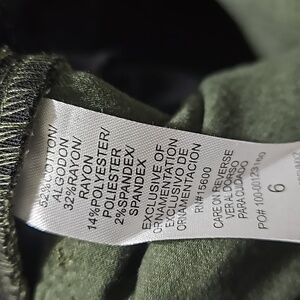 52% COTTON/
ALGODON
32% RAYON/
RAYON
14% POLYESTER/
POLIESTER
2% SPANDEX/
SPANDEX
EXCLUSIVE OF
ORNAMENTATION/
EXCLUSIVO DE
ORNAMENTACION
RN#15600
CARE ON REVERSE
VER AL DORSO
PARA CUIDADO
PO#
6